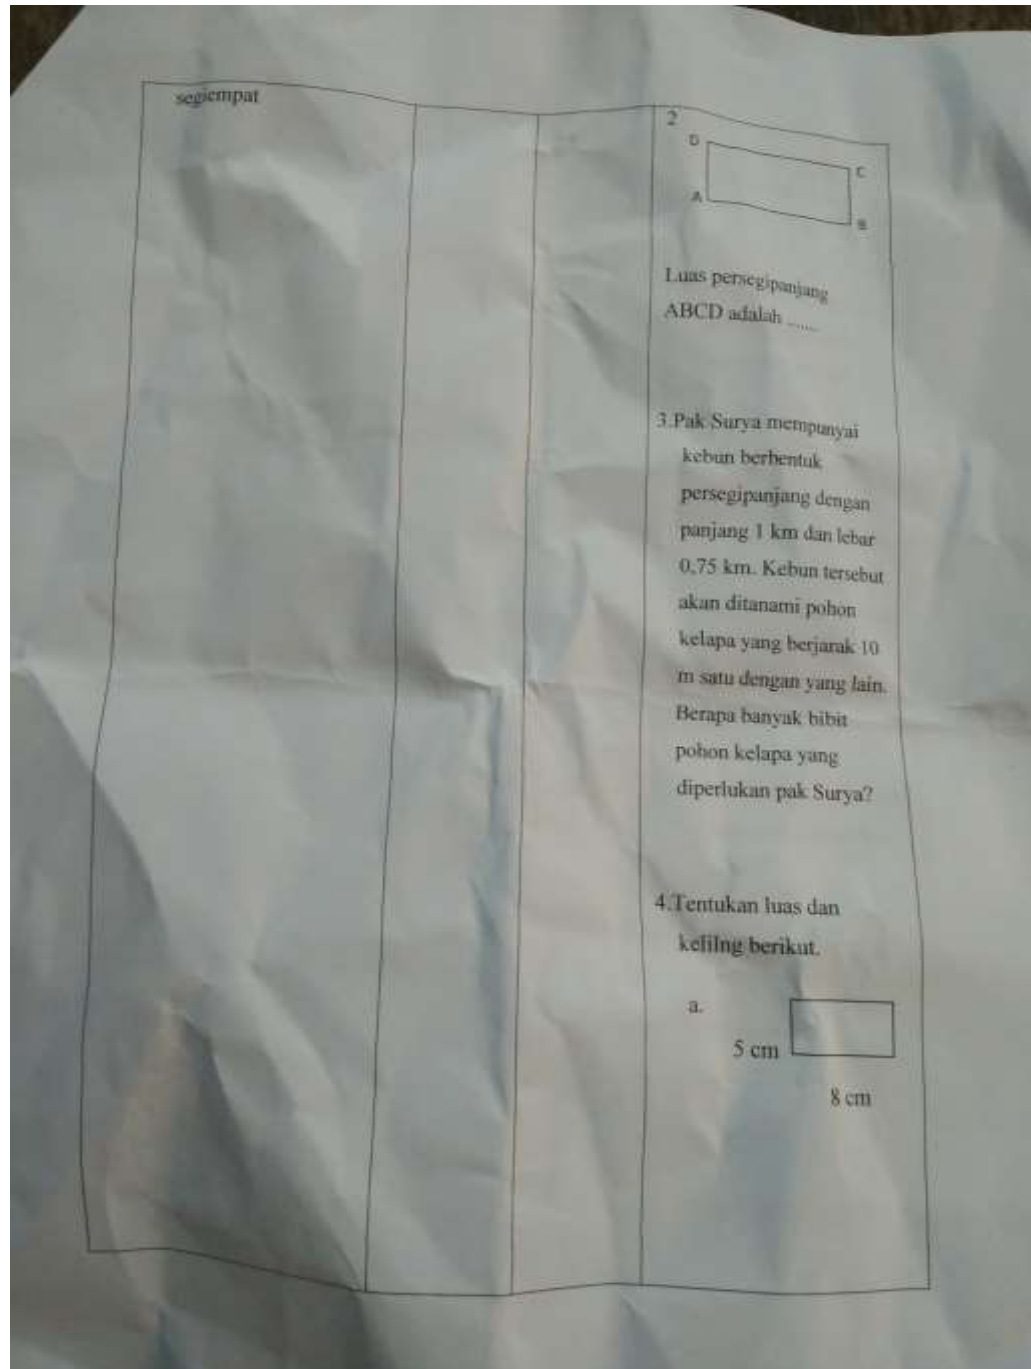 segiempat
2
D
C
A
B
Luas persegipanjang
ABCD adalah .......
3.Pak Surya mempunyai
kebun berbentuk
persegipanjang dengan
panjang 1 km dan lebar
0,75 km. Kebun tersebut
akan ditanami pohon
kelapa yang berjarak 10
m satu dengan yang lain.
Berapa banyak bibit
pohon kelapa yang
diperlukan pak Surya?
4.Tentukan luas dan
kelilng berikut.
a.
5 cm
8 cm